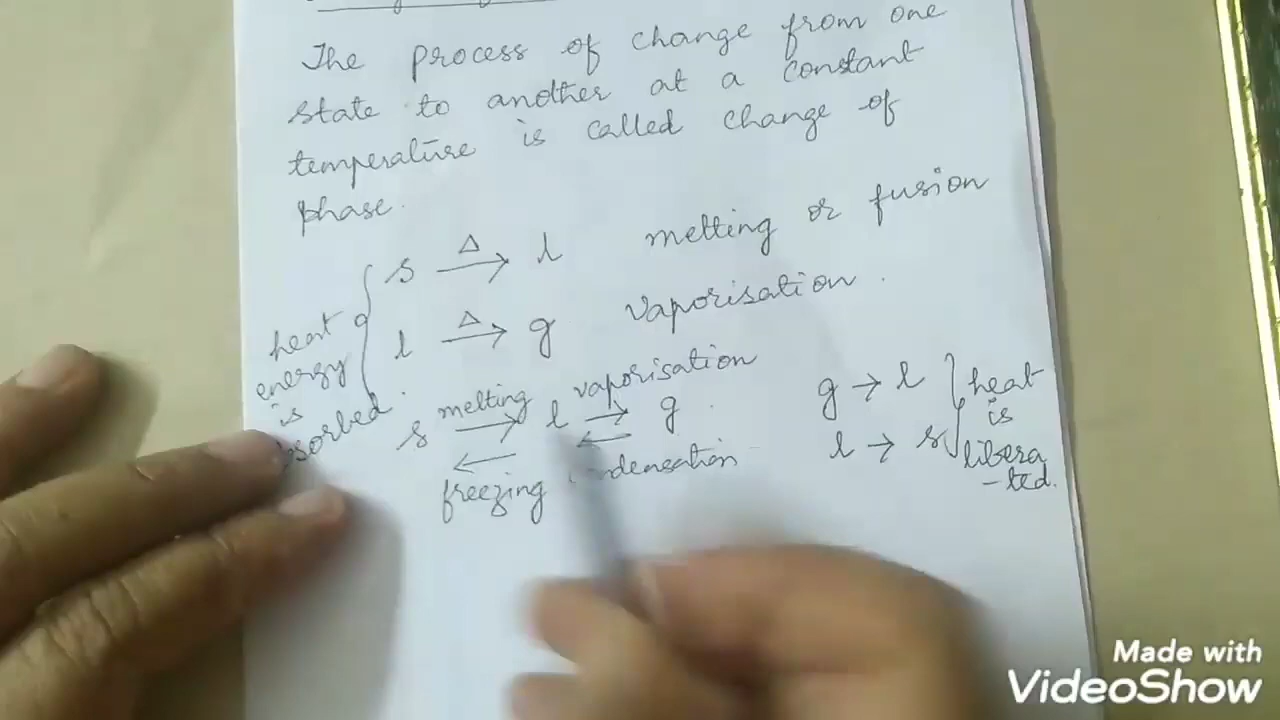 The process of change from one
state to another at a constant
temperature is called change of
phase.
s Δ→ l melting or fusion
l Δ→ g vaporisation.
heat
energy
is
s melting → l vaporisation → g
← freezing ←
g → l
l → s
heat
is
libera
-ted.
Made with
VideoShow